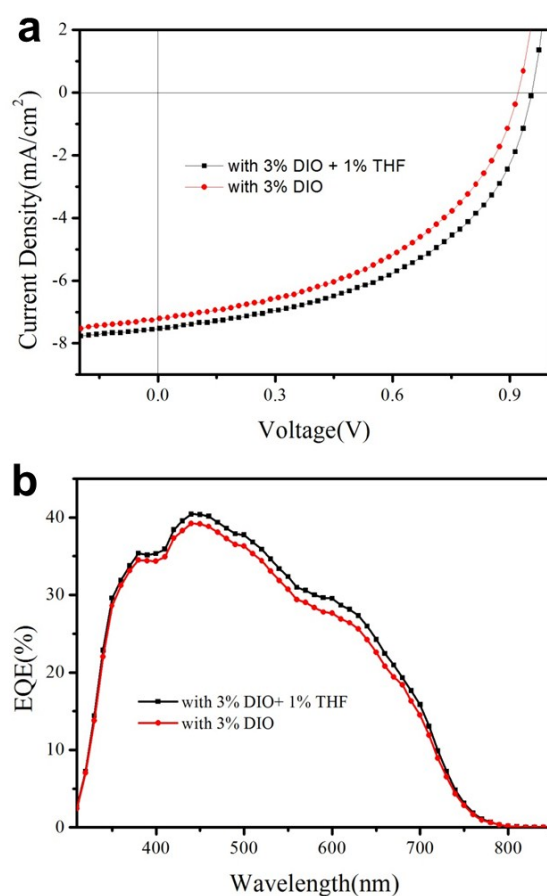 a
2
0
-2
-4
-6
-8
Current Density(mA/cm²)
with 3% DIO + 1% THF
with 3% DIO
0.0 0.3 0.6 0.9
Voltage(V)
b
40
30
20
10
0
EQE(%)
with 3% DIO+ 1% THF
with 3% DIO
400 500 600 700 800
Wavelength(nm)